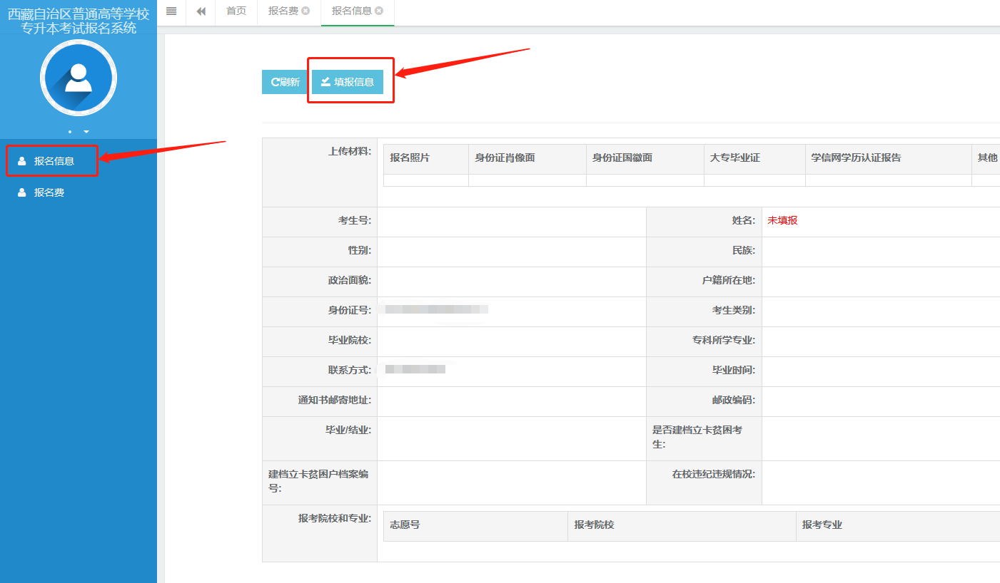 西藏自治区普通高等学校
专升本考试报名系统
首页 报名费 报名信息
刷新 填报信息
报名信息
报名费
上传材料: 报名照片 身份证肖像面 身份证国徽面 大专毕业证 学信网学历认证报告 其他
考生号: 姓名: 未填报
性别: 民族:
政治面貌: 户籍所在地:
身份证号: 考生类别:
毕业院校: 专科所学专业:
联系方式: 毕业时间:
通知书邮寄地址: 邮政编码:
毕业/结业: 是否建档立卡贫困考
生:
建档立卡贫困户档案编 在校违纪违规情况:
号:
报考院校和专业: 志愿号 报考院校 报考专业